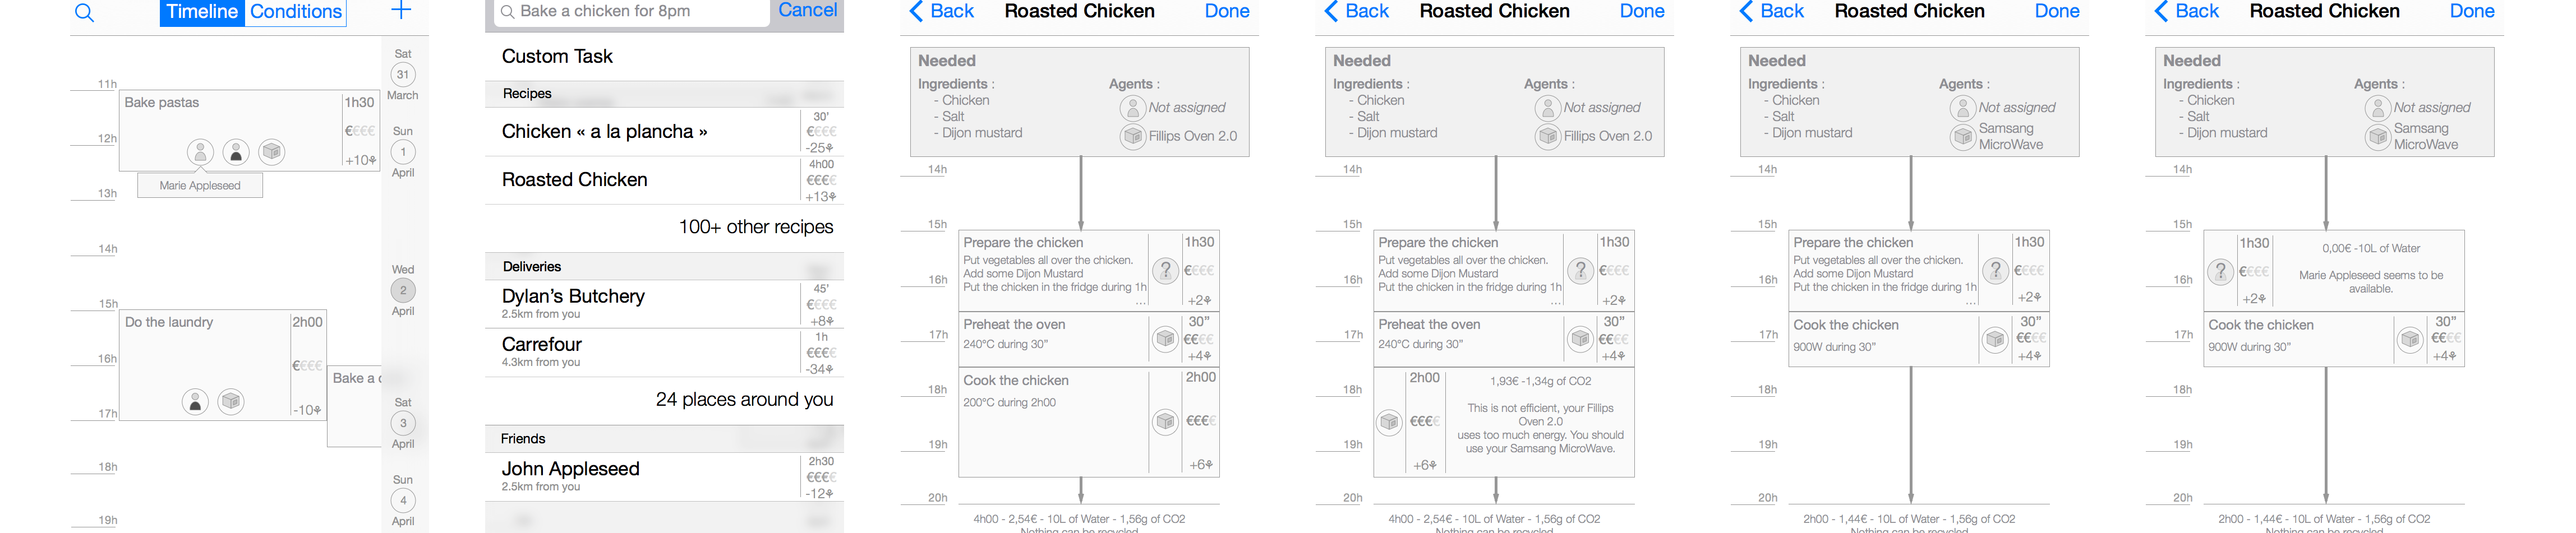 Timeline
Conditions
+
Sat
31
March
Sun
1
April
Wed
2
April
Sat
3
April
Sun
4
April
11h
12h
13h
14h
15h
16h
17h
18h
19h
Bake pastas
1h30
€€€€
+10
Marie Appleseed
Do the laundry
2h00
€€€€
-10
Bake a c
Bake a chicken for 8pm
Cancel
Custom Task
Recipes
Chicken « a la plancha »
30’
€€€€
-25
Roasted Chicken
4h00
€€€€
+13
100+ other recipes
Deliveries
Dylan’s Butchery
2.5km from you
45’
€€€€
+8
Carrefour
4.3km from you
1h
€€€€
-34
24 places around you
Friends
John Appleseed
2.5km from you
2h30
€€€€
-12
Back
Roasted Chicken
Done
Needed
Ingredients :
- Chicken
- Salt
- Dijon mustard
Agents :
Not assigned
Fillips Oven 2.0
14h
15h
16h
17h
18h
19h
20h
Prepare the chicken
Put vegetables all over the chicken.
Add some Dijon Mustard
Put the chicken in the fridge during 1h
...
?
1h30
€€€€
+2
Preheat the oven
240°C during 30”
30”
€€€€
+4
Cook the chicken
200°C during 2h00
2h00
€€€€
+6
4h00 - 2,54€ - 10L of Water - 1,56g of CO2
Nothing can be recycled
Back
Roasted Chicken
Done
Needed
Ingredients :
- Chicken
- Salt
- Dijon mustard
Agents :
Not assigned
Fillips Oven 2.0
14h
15h
16h
17h
18h
19h
20h
Prepare the chicken
Put vegetables all over the chicken.
Add some Dijon Mustard
Put the chicken in the fridge during 1h
...
?
1h30
€€€€
+2
Preheat the oven
240°C during 30”
30”
€€€€
+4
2h00
€€€€
+6
1,93€ -1,34g of CO2
This is not efficient, your Fillips
Oven 2.0
uses too much energy. You should
use your Samsang MicroWave.
4h00 - 2,54€ - 10L of Water - 1,56g of CO2
Nothing can be recycled
Back
Roasted Chicken
Done
Needed
Ingredients :
- Chicken
- Salt
- Dijon mustard
Agents :
Not assigned
Samsang
MicroWave
14h
15h
16h
17h
18h
19h
20h
Prepare the chicken
Put vegetables all over the chicken.
Add some Dijon Mustard
Put the chicken in the fridge during 1h
...
?
1h30
€€€€
+2
Cook the chicken
900W during 30”
30”
€€€€
+4
2h00 - 1,44€ - 10L of Water - 1,56g of CO2
Nothing can be recycled
Back
Roasted Chicken
Done
Needed
Ingredients :
- Chicken
- Salt
- Dijon mustard
Agents :
Not assigned
Samsang
MicroWave
14h
15h
16h
17h
18h
19h
20h
?
1h30
€€€€
+2
0,00€ -10L of Water
Marie Appleseed seems to be
available.
Cook the chicken
900W during 30”
30”
€€€€
+4
2h00 - 1,44€ - 10L of Water - 1,56g of CO2
Nothing can be recycled